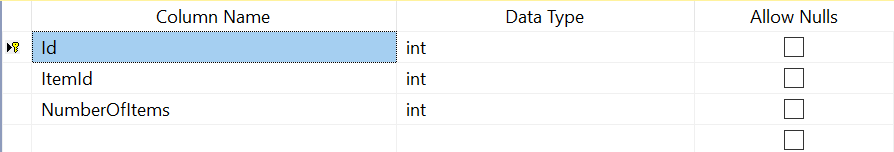 Column Name Data Type Allow Nulls
Id int
ItemId int
NumberOfItems int